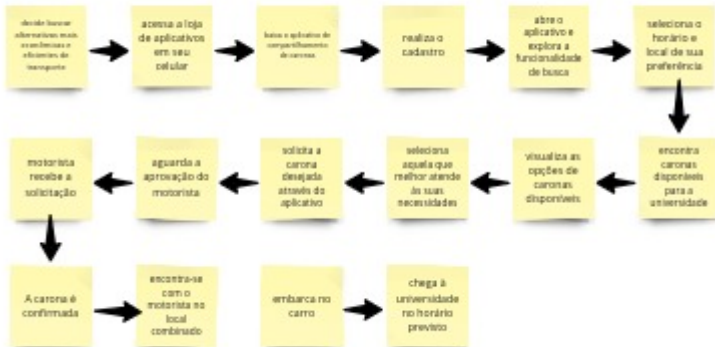 decide buscar
alternativas mais
econômicas e
eficientes de
transporte
acessa a loja
de aplicativos
em seu
celular
baixa o aplicativo de
compartilhamento
de caronas
realiza o
cadastro
abre o
aplicativo e
explora a
funcionalidade
de busca
seleciona o
horário e
local de sua
preferência
motorista
recebe a
solicitação
aguarda a
aprovação do
motorista
solicita a
carona
desejada
através do
aplicativo
seleciona
aquela que
melhor atende
às suas
necessidades
visualiza as
opções de
caronas
disponíveis
encontra
caronas
disponíveis
para a
universidade
A carona é
confirmada
encontra-se
com o
motorista no
local
combinado
embarca no
carro
chega à
universidade
no horário
previsto